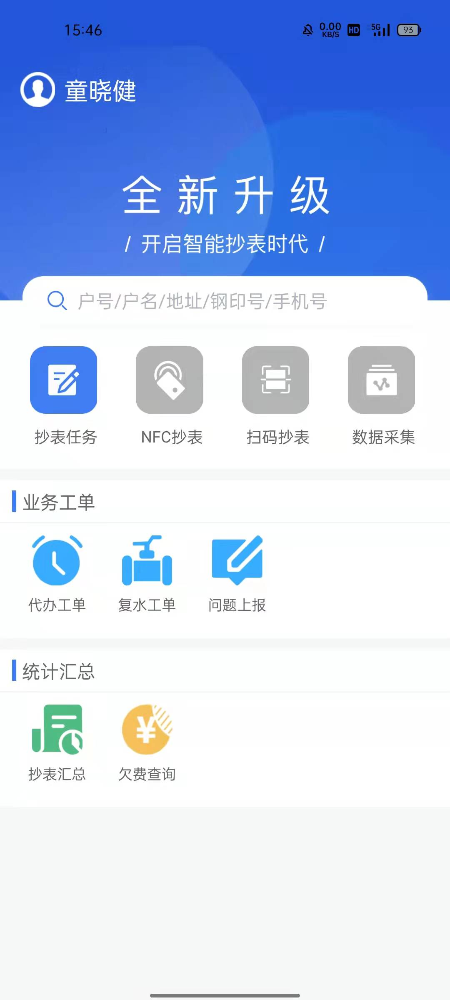 15:46
0.00
KB/S
HD
5G
93
童晓健
全新升级
/ 开启智能抄表时代 /
户号/户名/地址/钢印号/手机号
抄表任务 NFC抄表 扫码抄表 数据采集
业务工单
代办工单 复水工单 问题上报
统计汇总
¥
抄表汇总 欠费查询